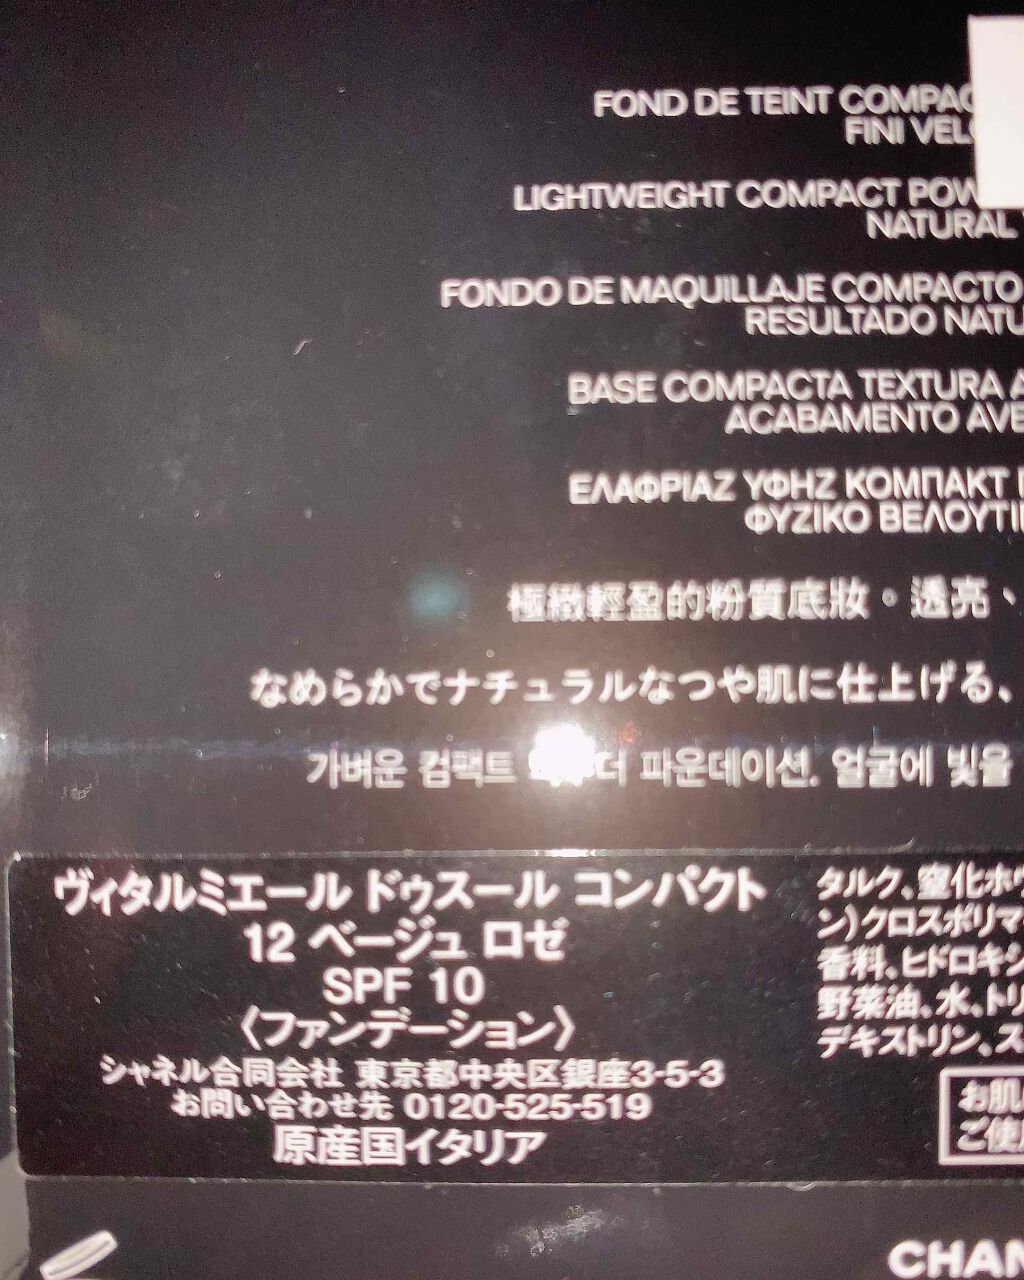 FOND DE TEINT COMPAC
FINI VEL
LIGHTWEIGHT COMPACT POW
NATURAL
FONDO DE MAQUILLAJE COMPACTO
RESULTADO NATU
BASE COMPACTA TEXTURA A
ACABAMENTO AVE
ΕΛΑΦΡΙΑΖ ΥΦΗΖ ΚΟΜΠΑΚΤ
ΦΥΖΙΚΟ ΒΕΛΟΥΤΙ
極緻輕盈的粉質底妝。透亮、
なめらかでナチュラルなつや肌に仕上げる、
가벼운 컴팩트 더 파운데이션. 얼굴에 빛을
ヴィタルミエール ドゥスール コンパクト
12 ベージュ ロゼ
SPF 10
〈ファンデーション〉
シャネル合同会社 東京都中央区銀座3-5-3
お問い合わせ先 0120-525-519
原産国イタリア
タルク、窒化ホウ
ン)クロスポリマ
香料、ヒドロキシ
野菜油、水、トリ
デキストリン、ス
お肌
ご使用
CHAN